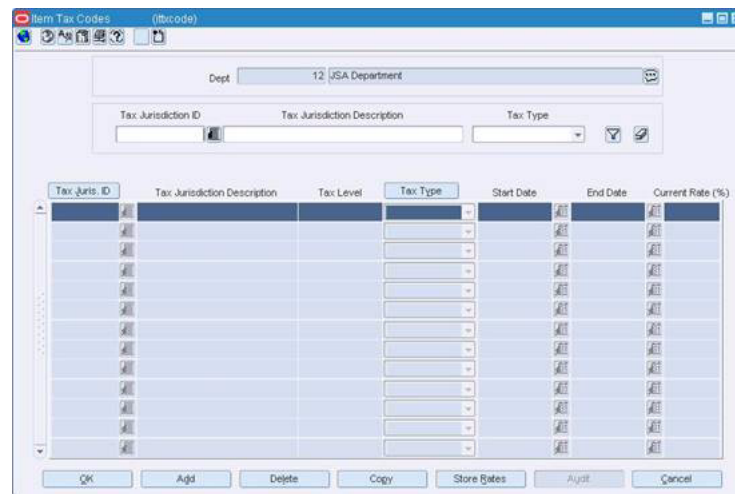 Item Tax Codes (ittxcode)
Dept 12 JSA Department
Tax Jurisdiction ID Tax Jurisdiction Description Tax Type
Tax Juris. ID Tax Jurisdiction Description Tax Level Tax Type Start Date End Date Current Rate (%)
OK Add Delete Copy Store Rates Audit Cancel